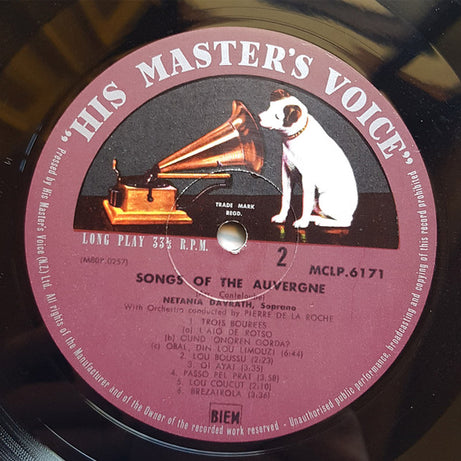 "HIS MASTER'S VOICE"
TRADE MARK
REGD.
LONG PLAY 33⅓ R.P.M.
2
MCLP.6171
SONGS OF THE AUVERGNE
(Canteloube)
NETANIA DAVRATH, Soprano
With Orchestra conducted by PIERRE DE LA ROCHE
1 TROIS BOUREES
(a) L'AIO DE ROTSO
(b) OUND ONOREN GORDA?
(c) OBAL, DIN LOU LIMOUZI (6:44)
2. LOU BOUSSU (2.23)
3. OI AYAI (3.35)
4. PASSO PEL PRAT (3.58)
5 LOU COUCUT (2.10)
6 BREZAIROLA (3:36)
BIEM
Pressed by His Master's Voice (N.Z.) Ltd. All rights of the Manufacturer and of the Owner of the recorded work reserved - Unauthorised public performance, broadcasting and copying of this record prohibited